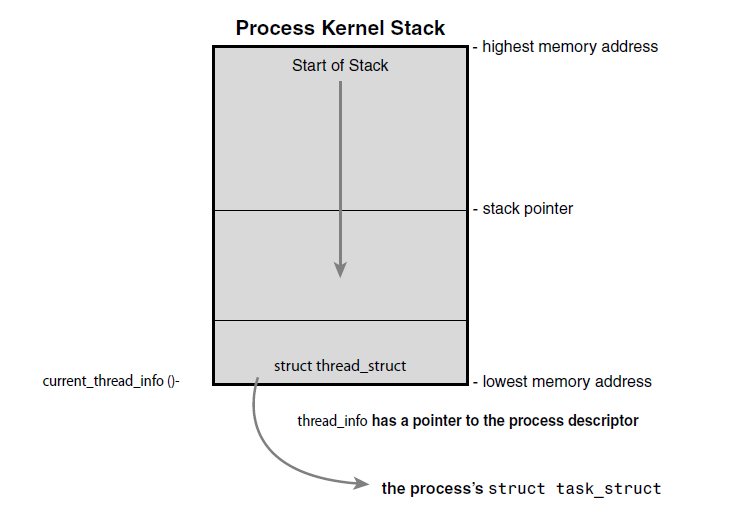 Process Kernel Stack
- highest memory address
Start of Stack
- stack pointer
struct thread_struct
current_thread_info ()-
- lowest memory address
thread_info has a pointer to the process descriptor
the process's struct task_struct